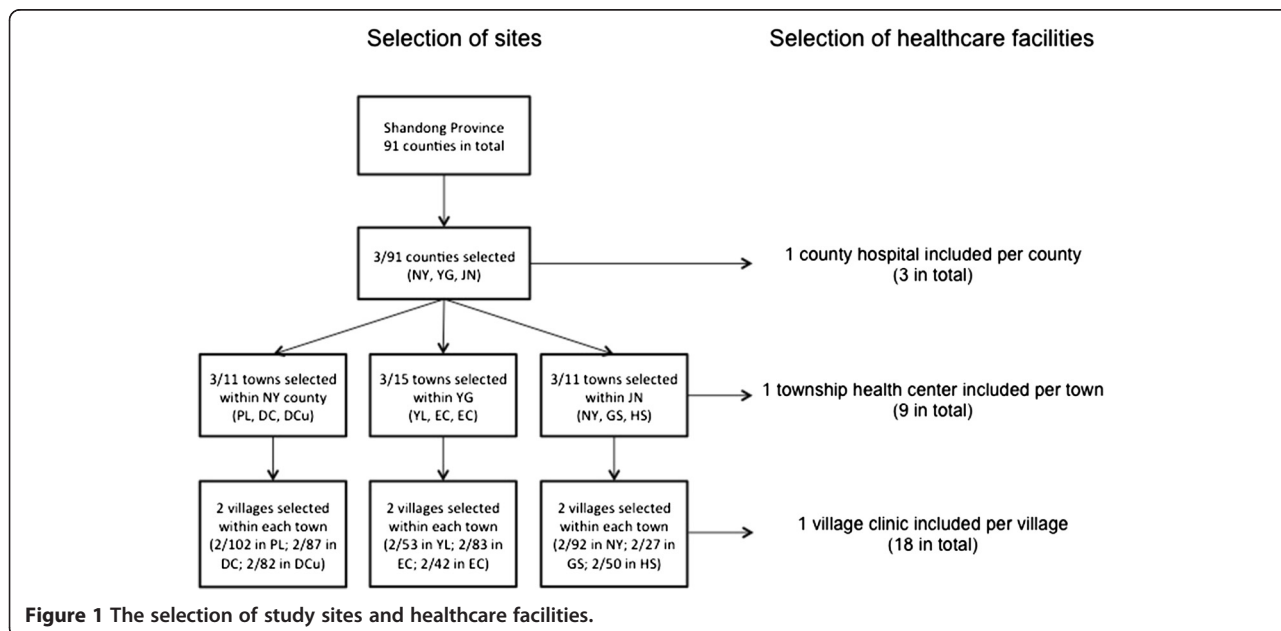 Selection of sites
Selection of healthcare facilities
Shandong Province
91 counties in total
3/91 counties selected
(NY, YG, JN)
1 county hospital included per county
(3 in total)
3/11 towns selected
within NY county
(PL, DC, DCu)
3/15 towns selected
within YG
(YL, EC, EC)
3/11 towns selected
within JN
(NY, GS, HS)
1 township health center included per town
(9 in total)
2 villages selected
within each town
(2/102 in PL; 2/87 in
DC; 2/82 in DCu)
2 villages selected
within each town
(2/53 in YL; 2/83 in
EC; 2/42 in EC)
2 villages selected
within each town
(2/92 in NY; 2/27 in
GS; 2/50 in HS)
1 village clinic included per village
(18 in total)
Figure 1 The selection of study sites and healthcare facilities.